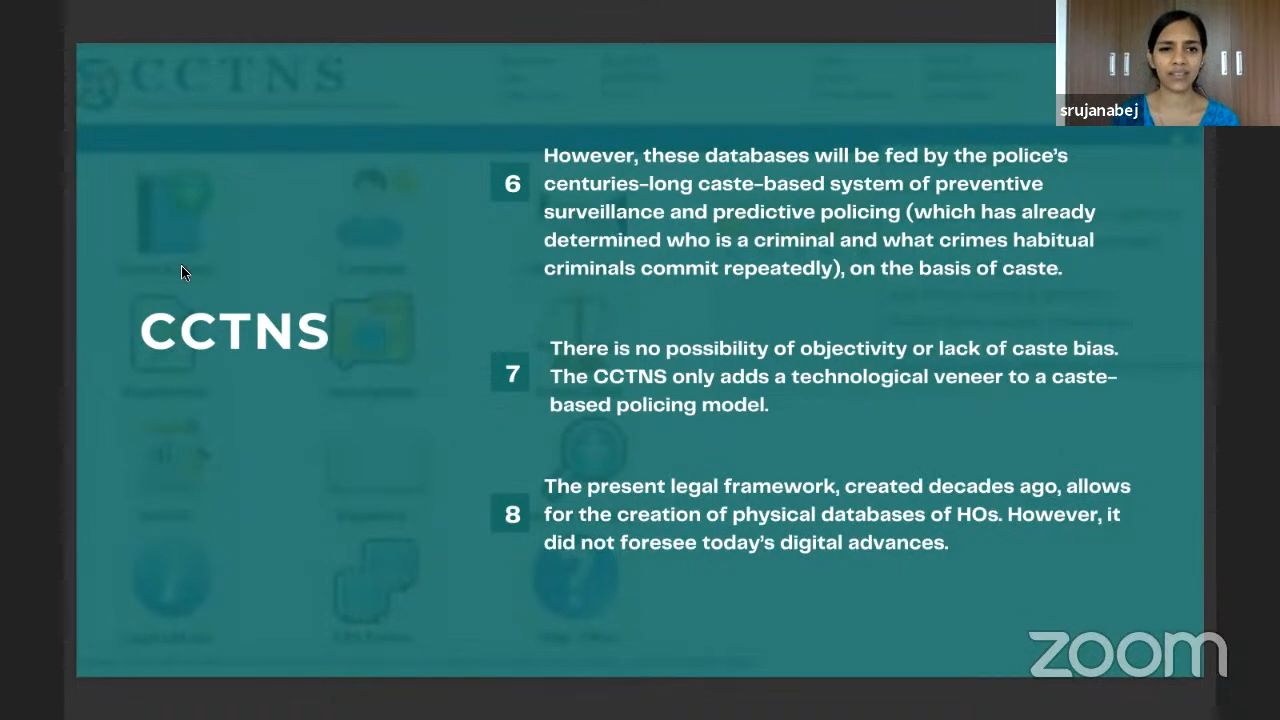 CCTNS
srujanabej
6
However, these databases will be fed by the police's
centuries-long caste-based system of preventive
surveillance and predictive policing (which has already
determined who is a criminal and what crimes habitual
criminals commit repeatedly), on the basis of caste.
CCTNS
7
There is no possibility of objectivity or lack of caste bias.
The CCTNS only adds a technological veneer to a caste-
based policing model.
8
The present legal framework, created decades ago, allows
for the creation of physical databases of HOs. However, it
did not foresee today's digital advances.
zoom